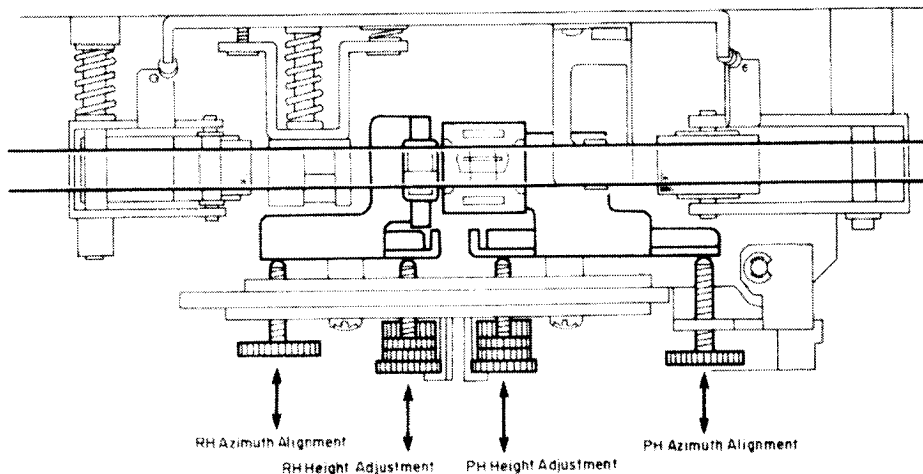 RH Azimuth Alignment
PH Azimuth Alignment
RH Height Adjustment
PH Height Adjustment